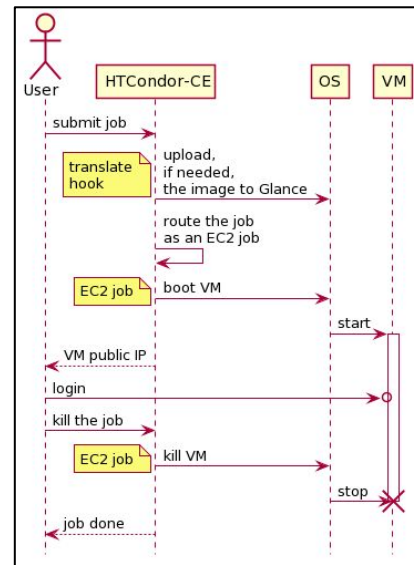 User
HTCondor-CE
OS
VM
submit job
translate
hook
upload,
if needed,
the image to Glance
route the job
as an EC2 job
EC2 job
boot VM
start
VM public IP
login
kill the job
EC2 job
kill VM
stop
job done